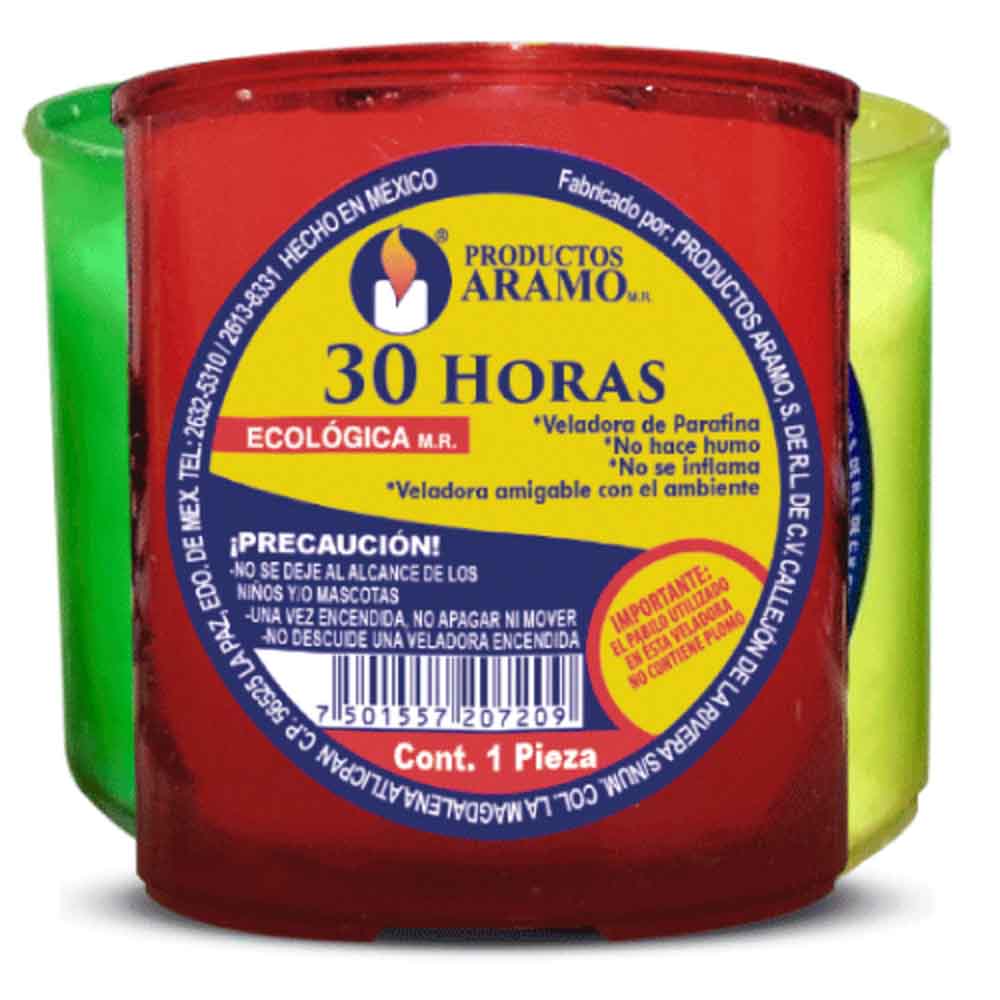 Fabricado por: PRODUCTOS ARAMO, S. DE R.L. DE C.V. CALLEJÓN DE LA RIVERA S/NUM. COL. LA MAGDALENA ATLICPAN C.P. 56525 LA PAZ, EDO. DE MEX. TEL.: 2632-5310 / 2613-8331 HECHO EN MÉXICO
®
PRODUCTOS
ARAMO M.R.
30 HORAS
ECOLÓGICA M.R.
*Veladora de Parafina
*No hace humo
*No se inflama
*Veladora amigable con el ambiente
¡PRECAUCIÓN!
-NO SE DEJE AL ALCANCE DE LOS
NIÑOS Y/O MASCOTAS
-UNA VEZ ENCENDIDA, NO APAGAR NI MOVER
-NO DESCUIDE UNA VELADORA ENCENDIDA
IMPORTANTE:
EL PABILO UTILIZADO
EN ESTA VELADORA
NO CONTIENE PLOMO
7 501557 207209
Cont. 1 Pieza